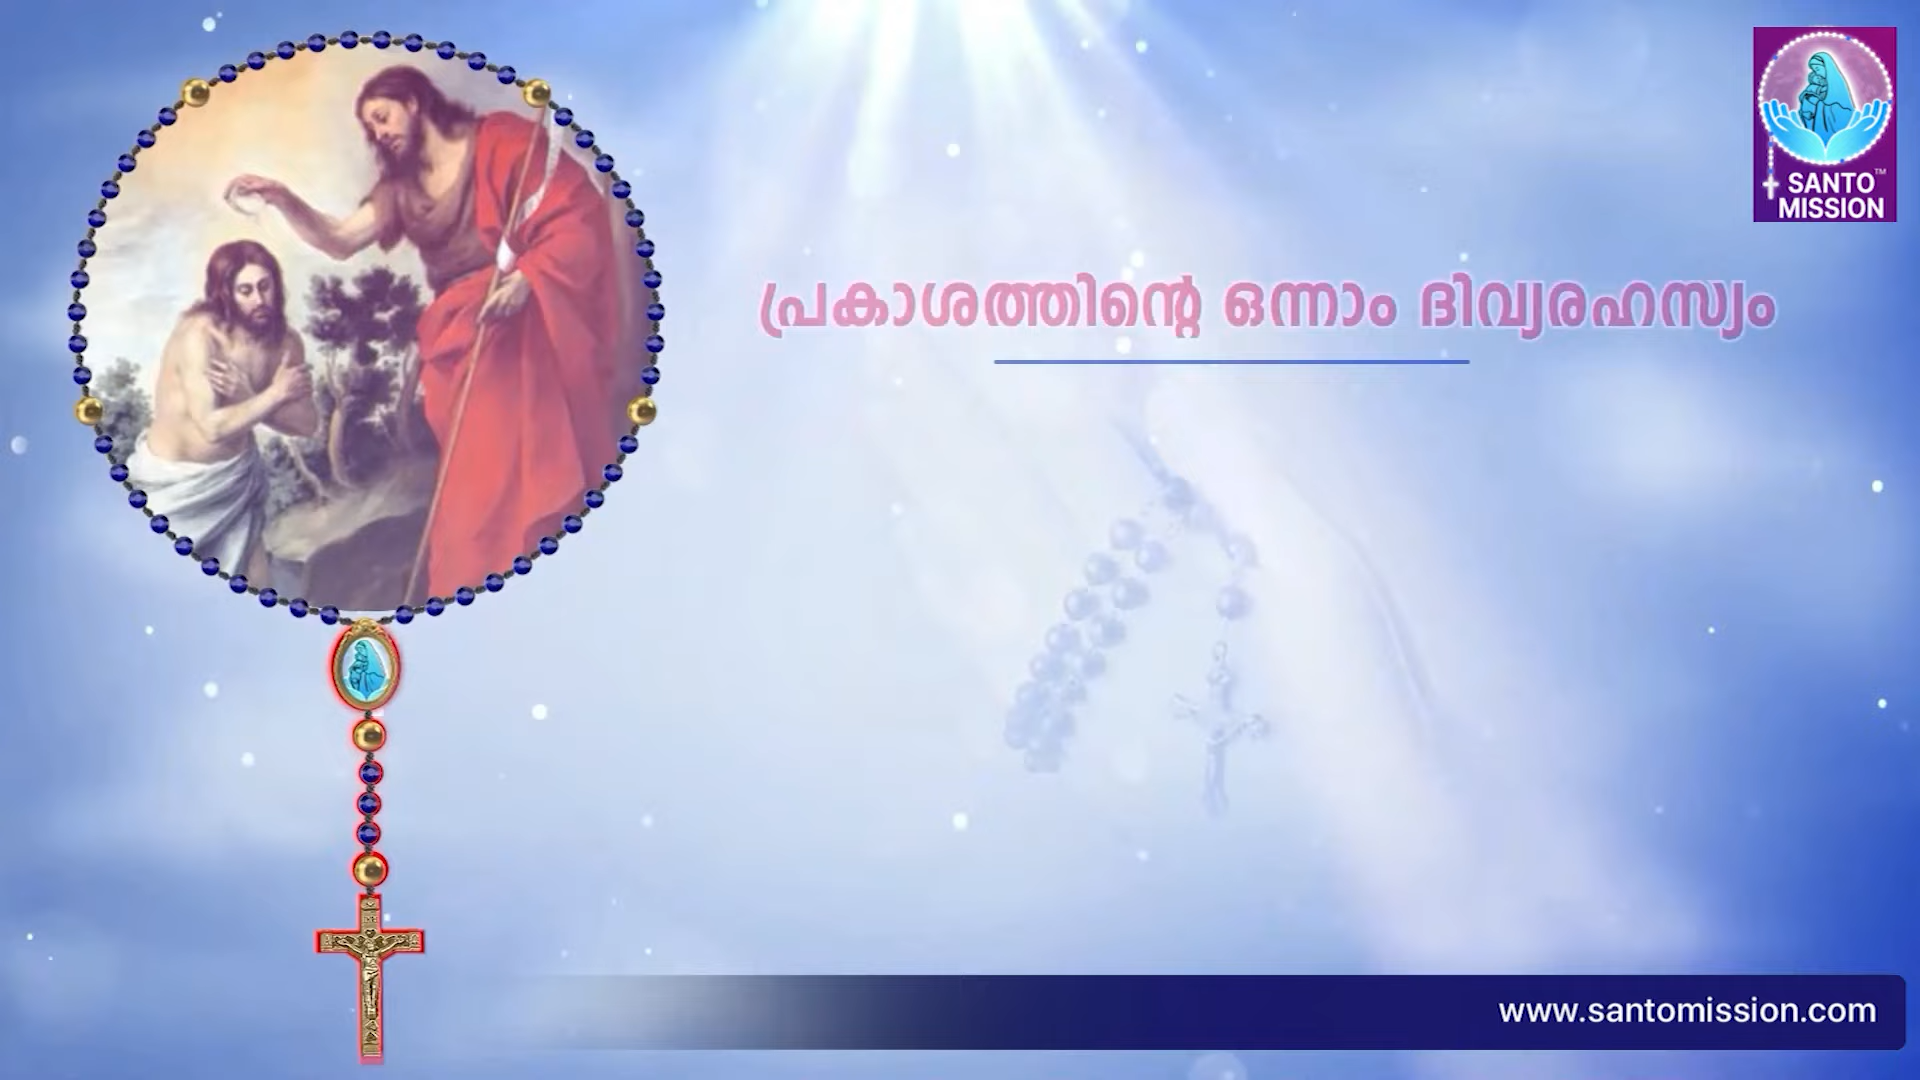 SANTO™
MISSION
പ്രകാശത്തിന്റെ ഒന്നാം ദിവ്യരഹസ്യം
www.santomission.com